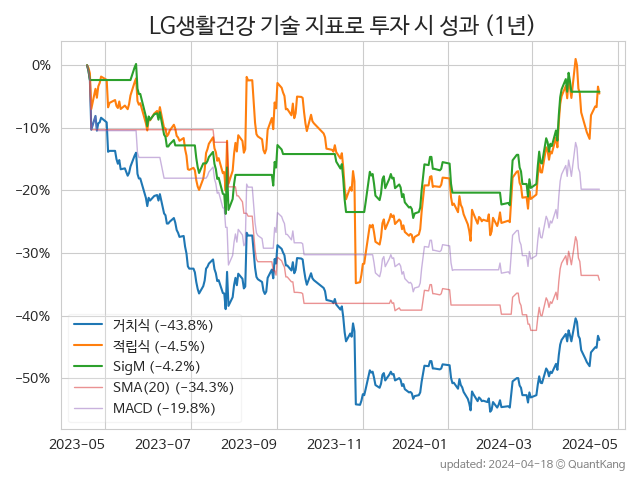 LG생활건강 기술 지표로 투자 시 성과 (1년)
0%
−10%
−20%
−30%
−40%
−50%
거치식 (−43.8%)
적립식 (−4.5%)
SigM (−4.2%)
SMA(20) (−34.3%)
MACD (−19.8%)
2023-05 2023-07 2023-09 2023-11 2024-01 2024-03 2024-05
updated: 2024-04-18 © QuantKang